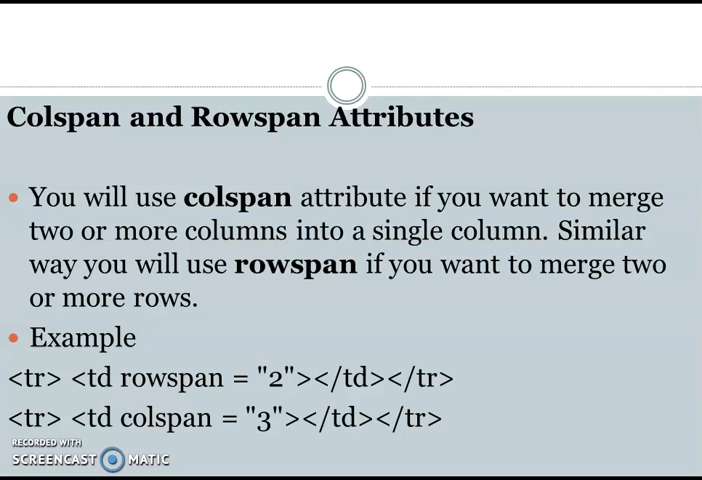 Colspan and Rowspan Attributes
• You will use colspan attribute if you want to merge
two or more columns into a single column. Similar
way you will use rowspan if you want to merge two
or more rows.
• Example
<tr> <td rowspan = "2"></td></tr>
<tr> <td colspan = "3"></td></tr>
RECORDED WITH
SCREENCAST MATIC